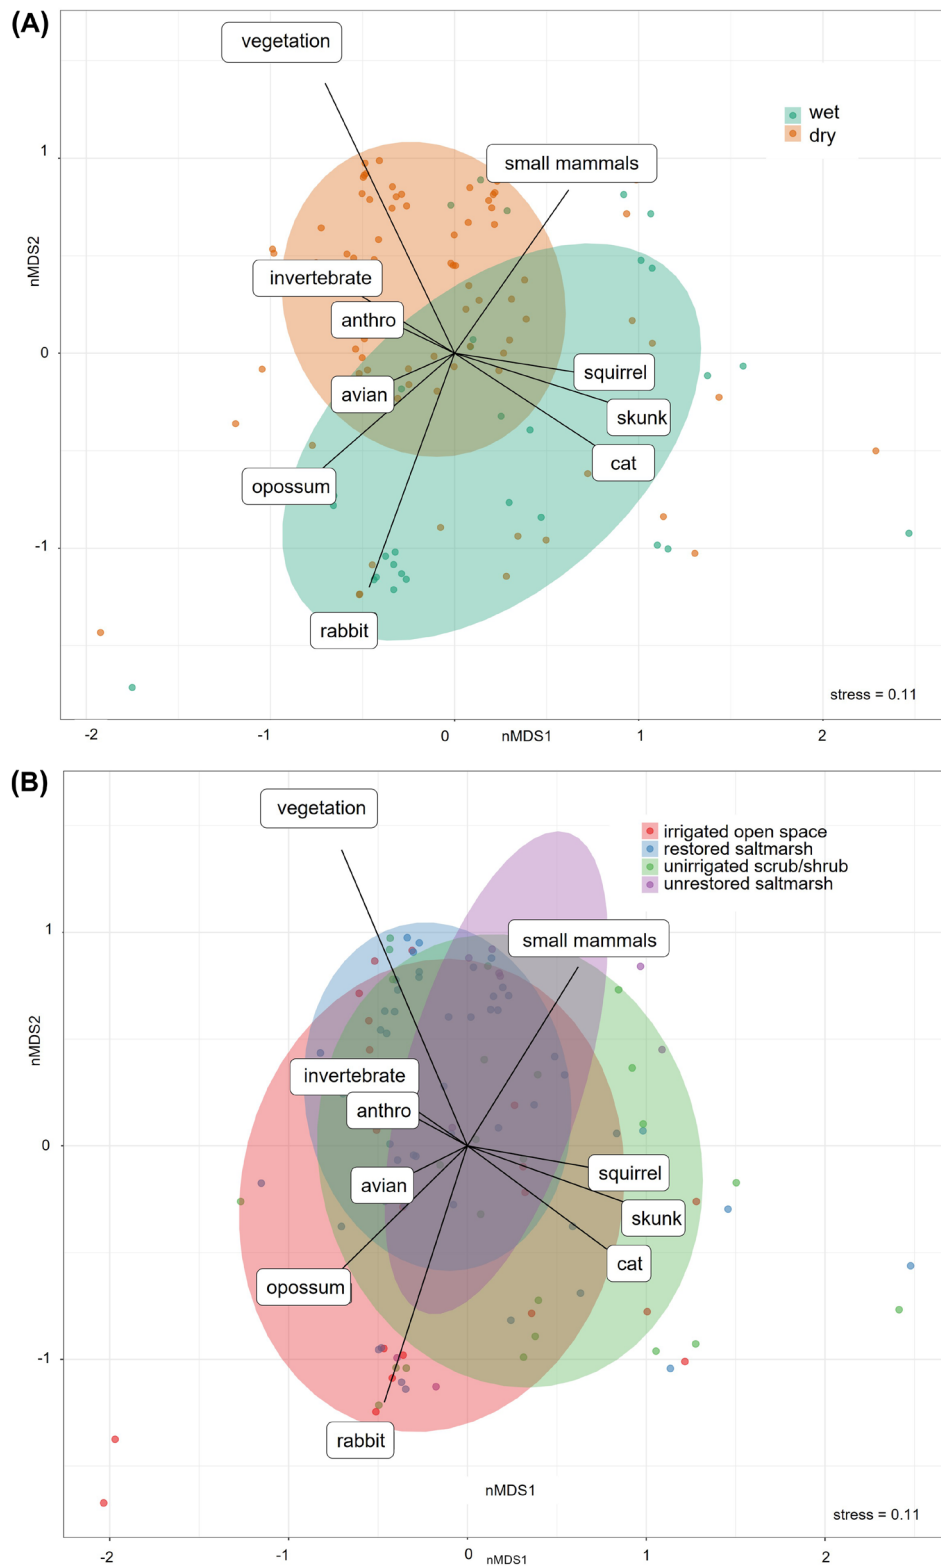 (A)
vegetation
wet
dry
small mammals
1
nMDS2
invertebrate
anthro
0
squirrel
avian
skunk
cat
opossum
-1
rabbit
stress = 0.11
-2
-1
0
nMDS1
1
2
(B)
vegetation
irrigated open space
restored saltmarsh
unirrigated scrub/shrub
unrestored saltmarsh
1
small mammals
nMDS2
invertebrate
anthro
0
squirrel
avian
skunk
cat
opossum
-1
rabbit
nMDS1
stress = 0.11
-2
-1
0
nMDS1
1
2